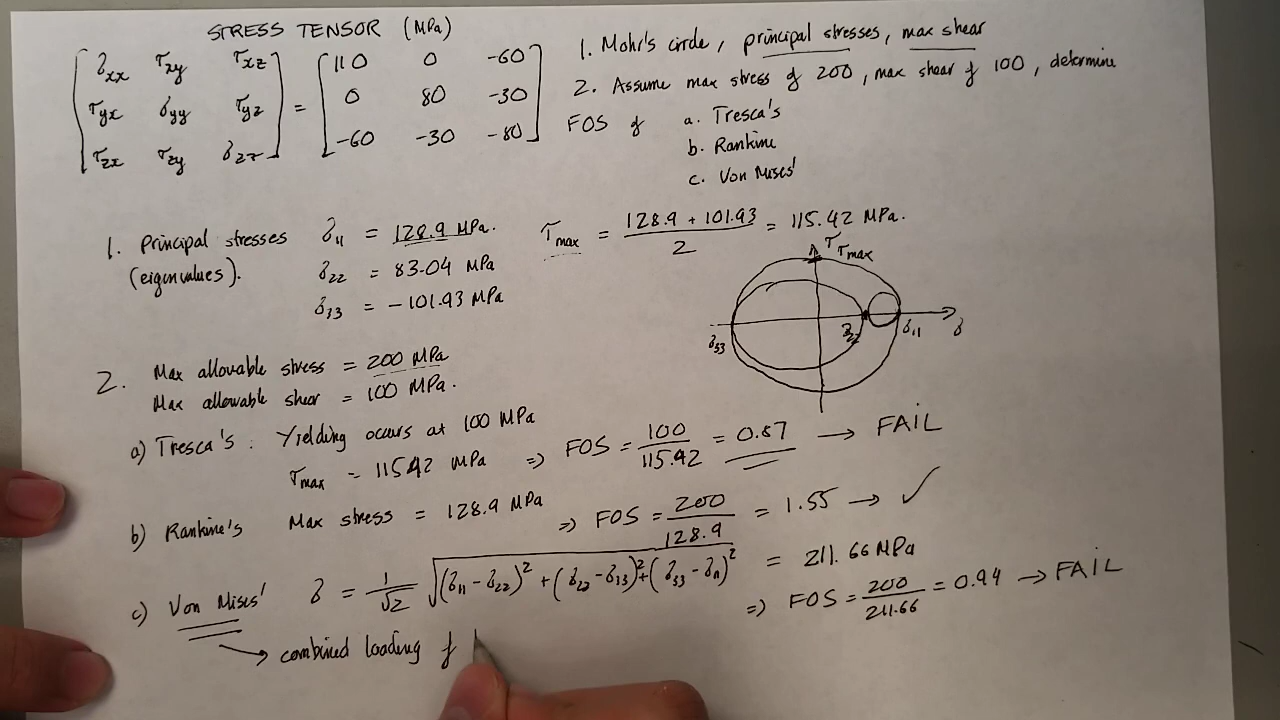 STRESS TENSOR (MPa)
[σxx τxy τxz] = [110 0 -60]
[τyx σyy τyz] [0 80 -30]
[τzx τzy σzz] [-60 -30 -80]
1. Mohr's circle, principal stresses, max shear
2. Assume max stress of 200, max shear of 100, determine
FOS of a. Tresca's
b. Rankine
c. Von Mises'
1. Principal stresses σ11 = 128.9 MPa.
(eigenvalues). σ22 = 83.04 MPa
σ33 = -101.93 MPa
τmax = (128.9 + 101.93)/2 = 115.42 MPa.
τ
τmax
σ33 σ22 σ11 σ
2. Max allowable stress = 200 MPa
Max allowable shear = 100 MPa.
a) Tresca's : Yielding occurs at 100 MPa
τmax = 115.42 MPa ⇒ FOS = 100/115.42 = 0.87 → FAIL
b) Rankine's Max stress = 128.9 MPa ⇒ FOS = 200/128.9 = 1.55 → ✓
c) Von Mises' σ = 1/√2 √((σ11 - σ22)² + (σ22 - σ33)² + (σ33 - σ11)²) = 211.66 MPa
⇒ FOS = 200/211.66 = 0.94 → FAIL
→ combined loading of